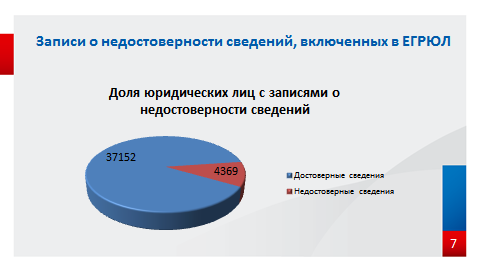 Записи о недостоверности сведений, включенных в ЕГРЮЛ
Доля юридических лиц с записями о
недостоверности сведений
37152
4369
Достоверные сведения
Недостоверные сведения
7